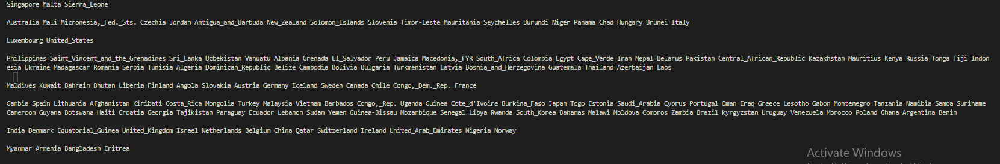 Singapore Malta Sierra_Leone
Australia Mali Micronesia,_Fed._Sts. Czechia Jordan Antigua_and_Barbuda New_Zealand Solomon_Islands Slovenia Timor-Leste Mauritania Seychelles Burundi Niger Panama Chad Hungary Brunei Italy
Luxembourg United_States
Philippines Saint_Vincent_and_the_Grenadines Sri_Lanka Uzbekistan Vanuatu Albania Grenada El_Salvador Peru Jamaica Macedonia,_FYR South_Africa Colombia Egypt Cape_Verde Iran Nepal Belarus Pakistan Central_African_Republic Kazakhstan Mauritius Kenya Russia Tonga Fiji Indon
esia Ukraine Madagascar Romania Serbia Tunisia Algeria Dominican_Republic Belize Cambodia Bolivia Bulgaria Turkmenistan Latvia Bosnia_and_Herzegovina Guatemala Thailand Azerbaijan Laos
Maldives Kuwait Bahrain Bhutan Liberia Finland Angola Slovakia Austria Germany Iceland Sweden Canada Chile Congo,_Dem._Rep. France
Gambia Spain Lithuania Afghanistan Kiribati Costa_Rica Mongolia Turkey Malaysia Vietnam Barbados Congo,_Rep. Uganda Guinea Cote_d'Ivoire Burkina_Faso Japan Togo Estonia Saudi_Arabia Cyprus Portugal Oman Iraq Greece Lesotho Gabon Montenegro Tanzania Namibia Samoa Suriname
Cameroon Guyana Botswana Haiti Croatia Georgia Tajikistan Paraguay Ecuador Lebanon Sudan Yemen Guinea-Bissau Mozambique Senegal Libya Rwanda South_Korea Bahamas Malawi Moldova Comoros Zambia Brazil kyrgyzstan Uruguay Venezuela Morocco Poland Ghana Argentina Benin
India Denmark Equatorial_Guinea United_Kingdom Israel Netherlands Belgium China Qatar Switzerland Ireland United_Arab_Emirates Nigeria Norway
Myanmar Armenia Bangladesh Eritrea
Activate Windows